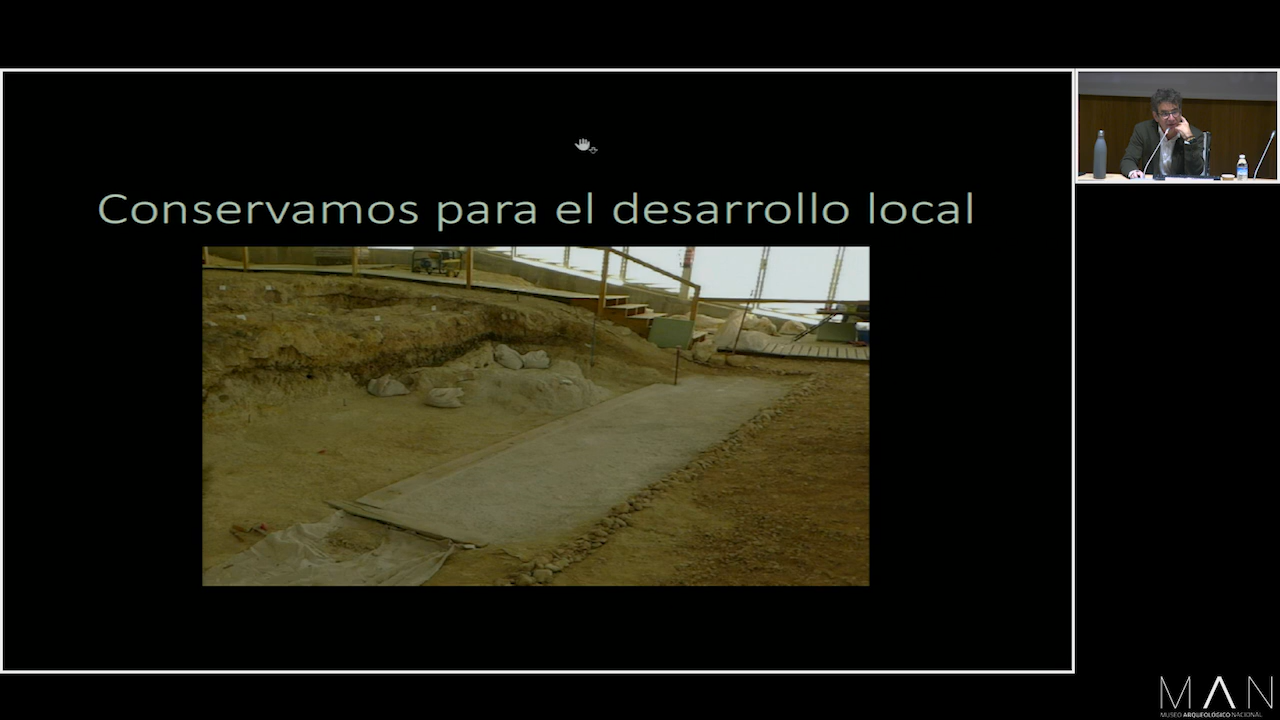 Conservamos para el desarrollo local
MAN
MUSEO ARQUEOLÓGICO NACIONAL